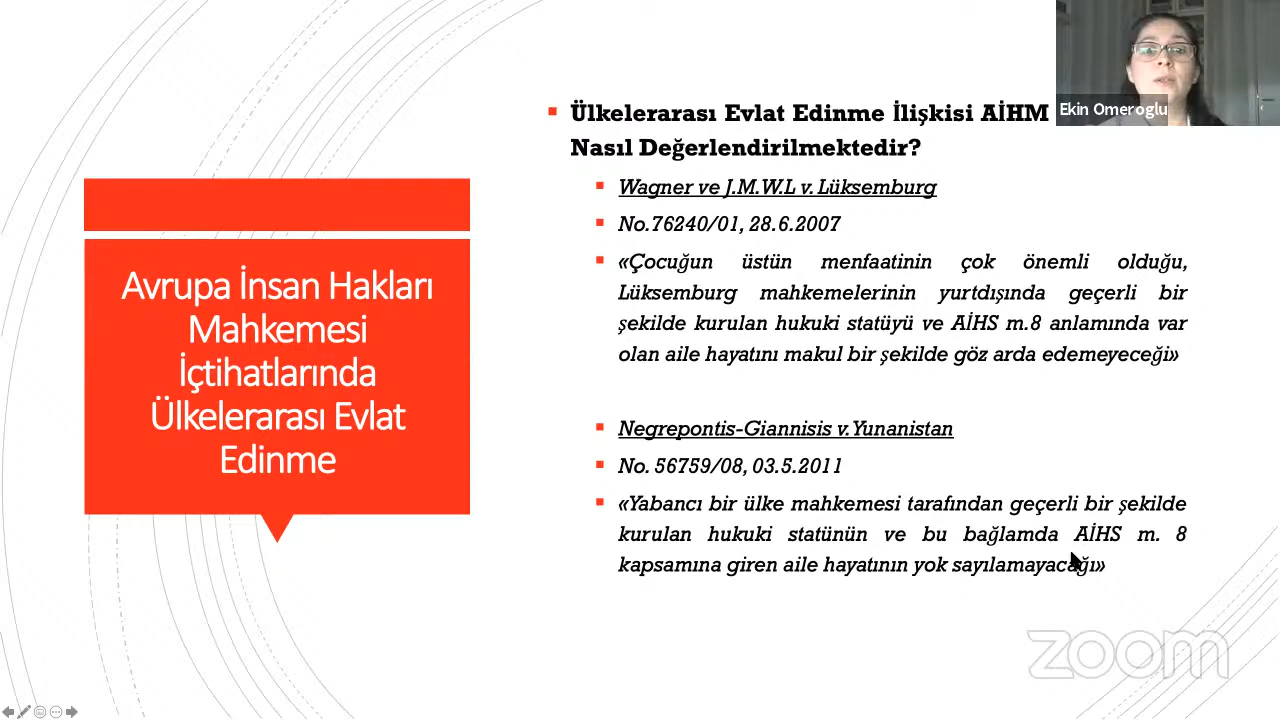 Ekin Omeroglu
Avrupa İnsan Hakları
Mahkemesi
İçtihatlarında
Ülkelerarası Evlat
Edinme
Ülkelerarası Evlat Edinme İlişkisi AİHM
Nasıl Değerlendirilmektedir?
Wagner ve J.M.W.L v. Lüksemburg
No.76240/01, 28.6.2007
«Çocuğun üstün menfaatinin çok önemli olduğu,
Lüksemburg mahkemelerinin yurtdışında geçerli bir
şekilde kurulan hukuki statüyü ve AİHS m.8 anlamında var
olan aile hayatını makul bir şekilde göz arda edemeyeceği»
Negrepontis-Giannisis v.Yunanistan
No. 56759/08, 03.5.2011
«Yabancı bir ülke mahkemesi tarafından geçerli bir şekilde
kurulan hukuki statünün ve bu bağlamda AİHS m. 8
kapsamına giren aile hayatının yok sayılamayacağı»
zoom